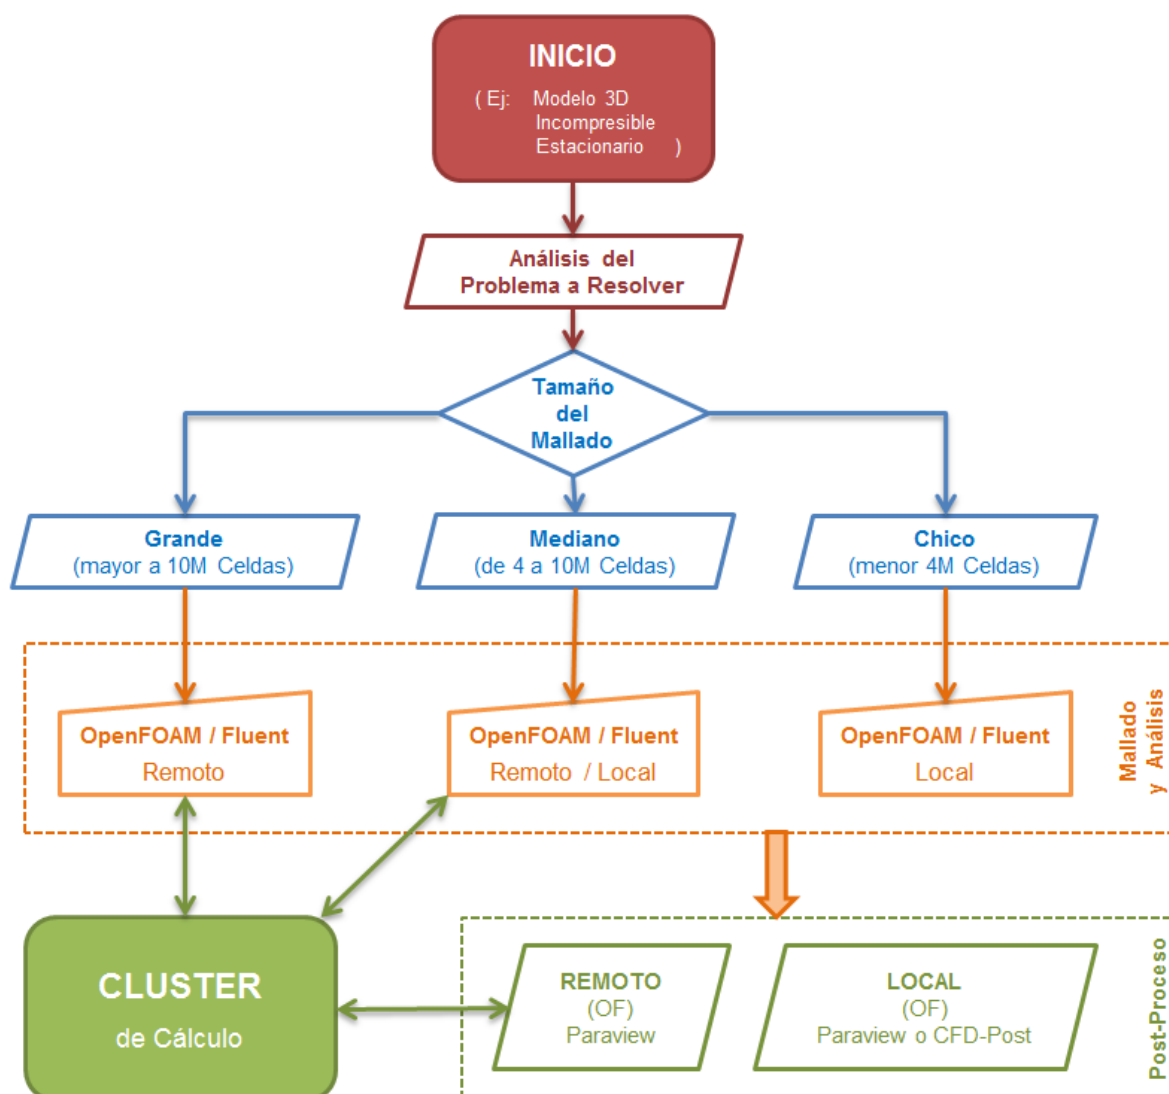 INICIO
( Ej: Modelo 3D
Incompresible
Estacionario )
Análisis del
Problema a Resolver
Tamaño
del
Mallado
Grande
(mayor a 10M Celdas)
Mediano
(de 4 a 10M Celdas)
Chico
(menor 4M Celdas)
OpenFOAM / Fluent
Remoto
OpenFOAM / Fluent
Remoto / Local
OpenFOAM / Fluent
Local
Mallado
y Análisis
CLUSTER
de Cálculo
REMOTO
(OF)
Paraview
LOCAL
(OF)
Paraview o CFD-Post
Post-Proceso